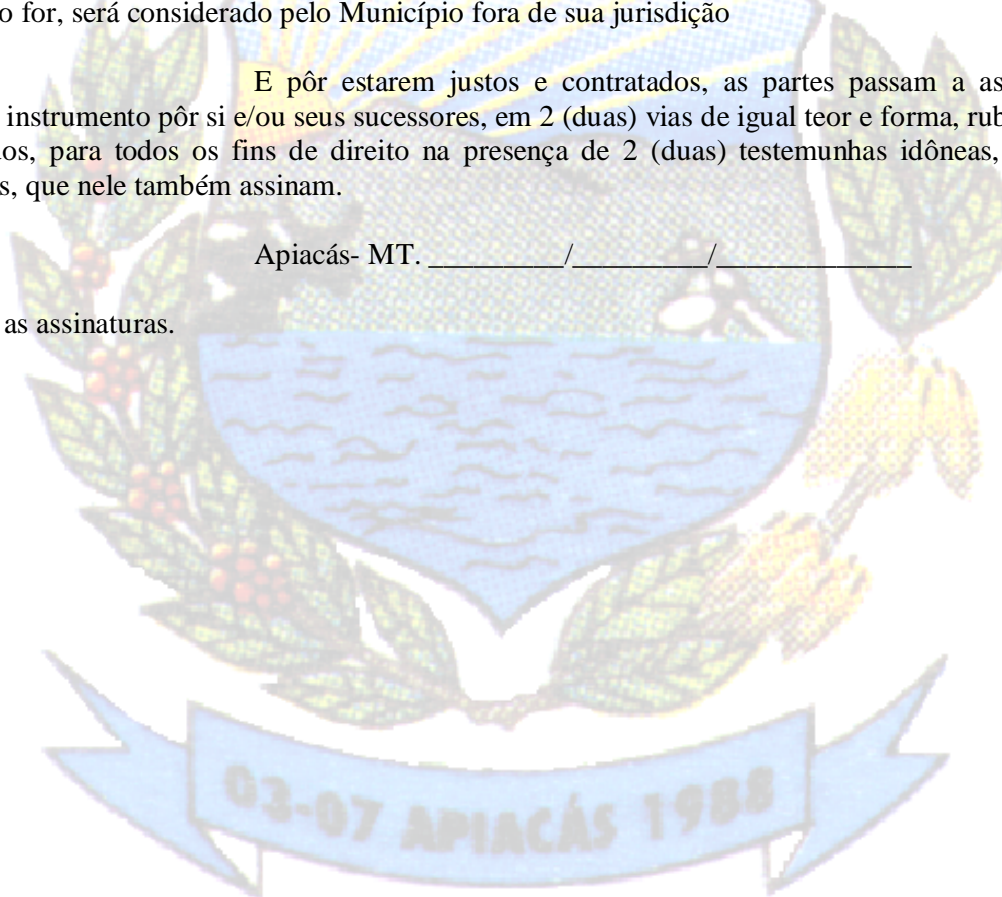 o for, será considerado pelo Município fora de sua jurisdição
E pôr estarem justos e contratados, as partes passam a as
instrumento pôr si e/ou seus sucessores, em 2 (duas) vias de igual teor e forma, rub
los, para todos os fins de direito na presença de 2 (duas) testemunhas idôneas,
s, que nele também assinam.
Apiacás- MT. _________/_________/_____________
as assinaturas.
03-07 APIACÁS 1988